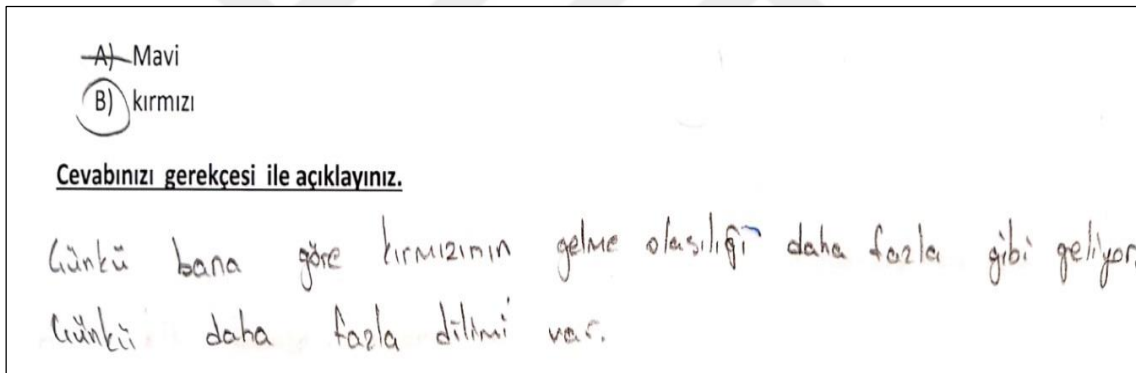 A) Mavi
B) kırmızı
Cevabınızı gerekçesi ile açıklayınız.
Çünkü bana göre kırmızının gelme olasılığı daha fazla gibi geliyor.
Çünkü daha fazla dilimi var.